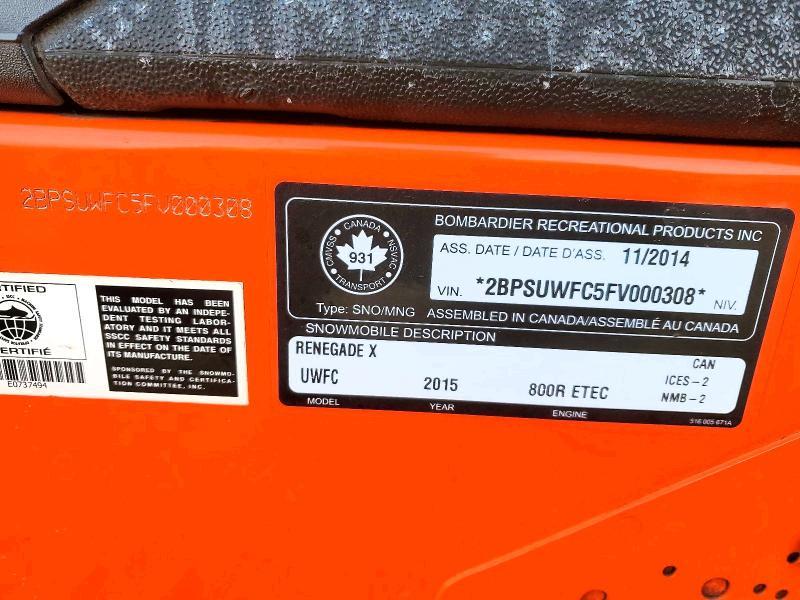 2BPSUWFC5FV000308
BOMBARDIER RECREATIONAL PRODUCTS INC
CANADA
CMVSS
NSVAC
931
TRANSPORT
ASS. DATE / DATE D'ASS. 11/2014
VIN. *2BPSUWFC5FV000308* NIV.
Type: SNO/MNG ASSEMBLED IN CANADA/ASSEMBLÉ AU CANADA
SNOWMOBILE DESCRIPTION
RENEGADE X CAN
UWFC 2015 800R ETEC ICES-2
NMB-2
MODEL YEAR ENGINE
516 005 671A
TIFIED
CERTIFIÉ
E0737494
THIS MODEL HAS BEEN
EVALUATED BY AN INDEPEN-
DENT TESTING LABOR-
ATORY AND IT MEETS ALL
SSCC SAFETY STANDARDS
IN EFFECT ON THE DATE OF
ITS MANUFACTURE.
SPONSORED BY THE SNOWMO-
BILE SAFETY AND CERTIFICA-
TION COMMITTEE, INC.